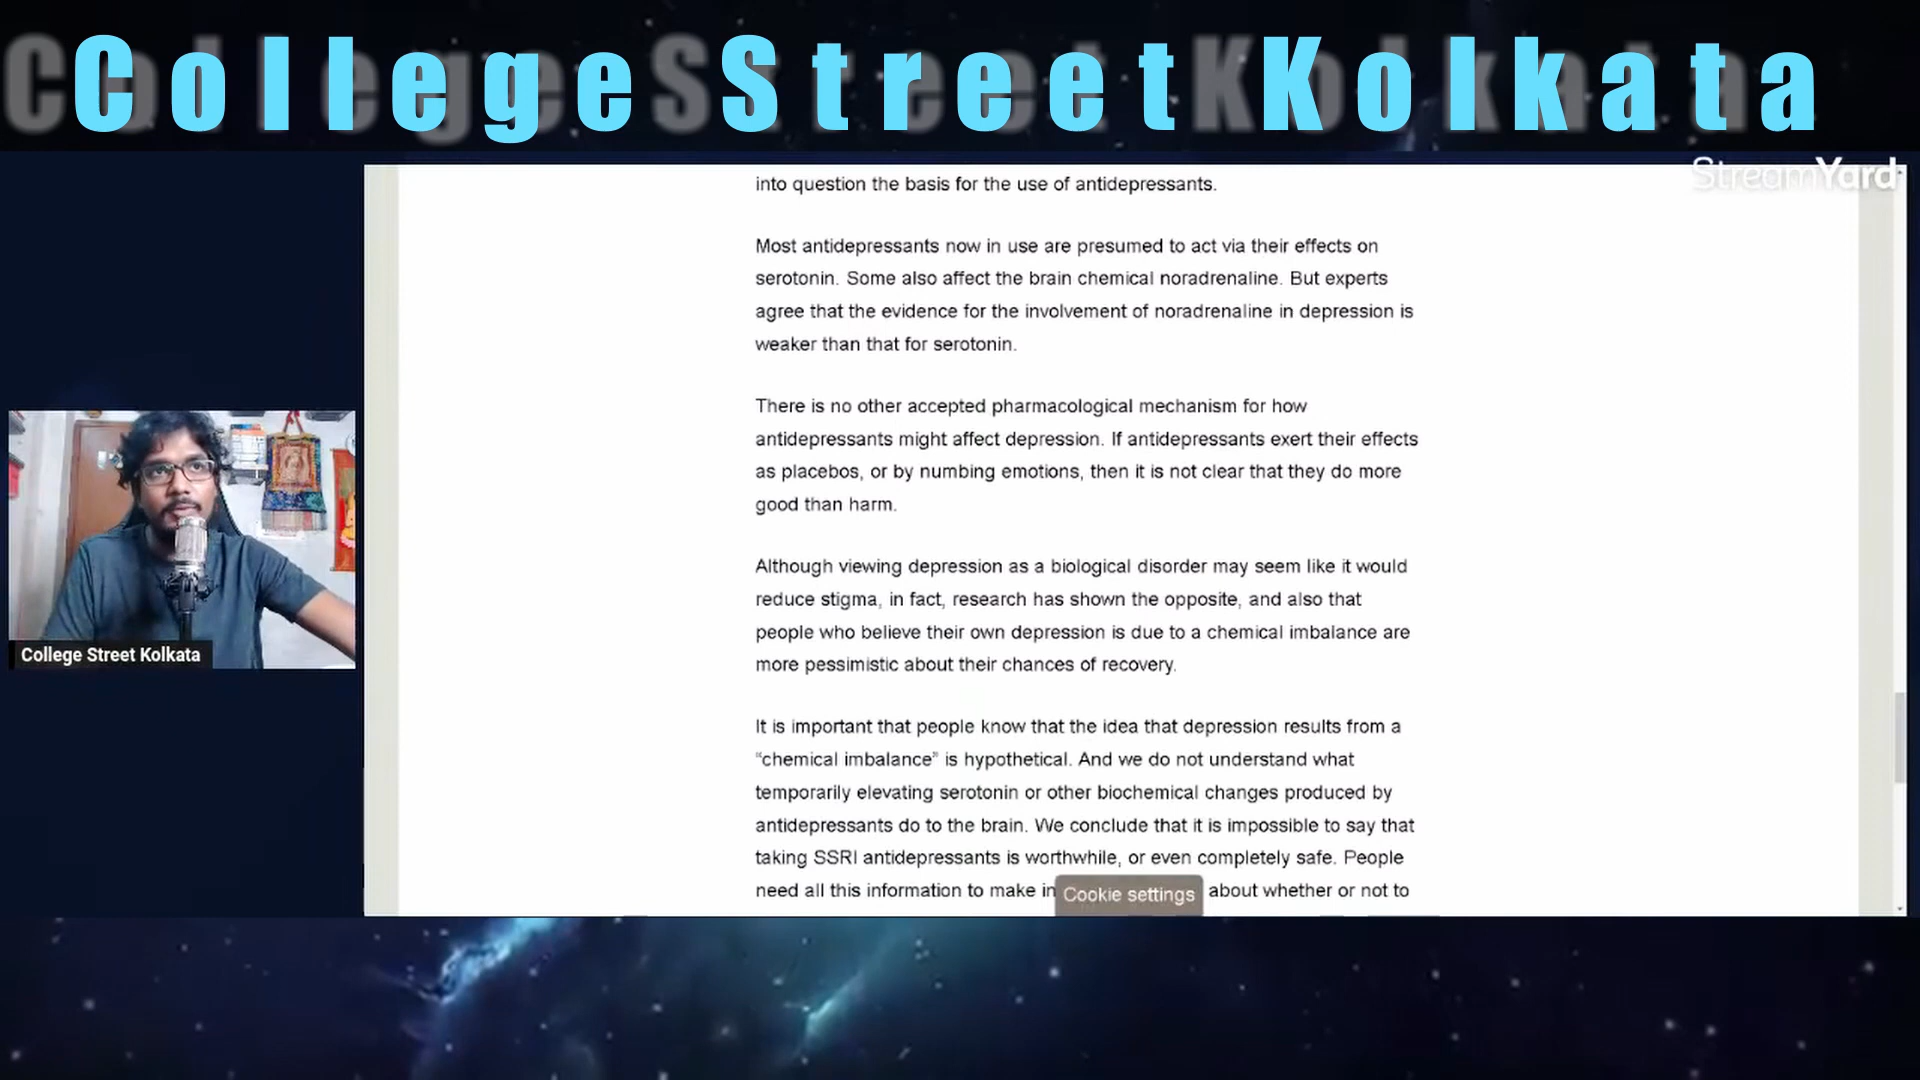 College Street Kolkata
StreamYard
into question the basis for the use of antidepressants.
Most antidepressants now in use are presumed to act via their effects on
serotonin. Some also affect the brain chemical noradrenaline. But experts
agree that the evidence for the involvement of noradrenaline in depression is
weaker than that for serotonin.
There is no other accepted pharmacological mechanism for how
antidepressants might affect depression. If antidepressants exert their effects
as placebos, or by numbing emotions, then it is not clear that they do more
good than harm.
Although viewing depression as a biological disorder may seem like it would
reduce stigma, in fact, research has shown the opposite, and also that
people who believe their own depression is due to a chemical imbalance are
more pessimistic about their chances of recovery.
It is important that people know that the idea that depression results from a
“chemical imbalance” is hypothetical. And we do not understand what
temporarily elevating serotonin or other biochemical changes produced by
antidepressants do to the brain. We conclude that it is impossible to say that
taking SSRI antidepressants is worthwhile, or even completely safe. People
need all this information to make in about whether or not to
Cookie settings
College Street Kolkata